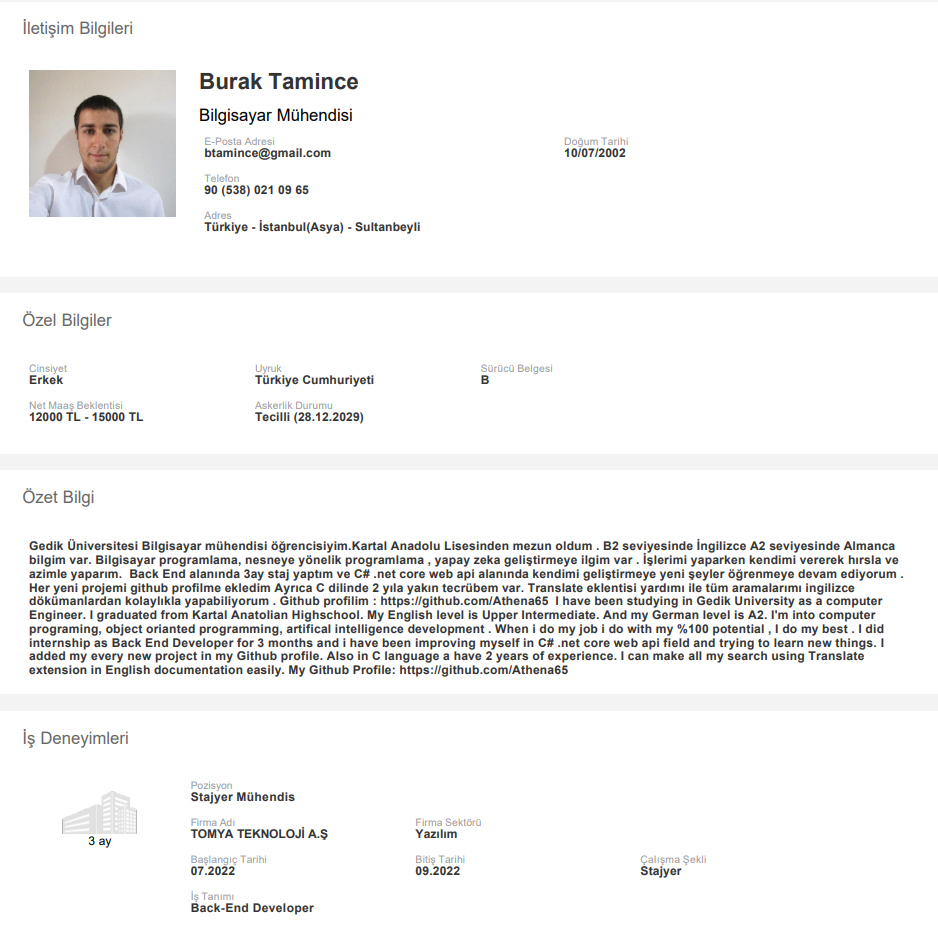 İletişim Bilgileri
Burak Tamince
Bilgisayar Mühendisi
E-Posta Adresi
btamince@gmail.com
Doğum Tarihi
10/07/2002
Telefon
90 (538) 021 09 65
Adres
Türkiye - İstanbul(Asya) - Sultanbeyli
Özel Bilgiler
Cinsiyet
Erkek
Uyruk
Türkiye Cumhuriyeti
Sürücü Belgesi
B
Net Maaş Beklentisi
12000 TL - 15000 TL
Askerlik Durumu
Tecilli (28.12.2029)
Özet Bilgi
Gedik Üniversitesi Bilgisayar mühendisi öğrencisiyim.Kartal Anadolu Lisesinden mezun oldum . B2 seviyesinde İngilizce A2 seviyesinde Almanca
bilgim var. Bilgisayar programlama, nesneye yönelik programlama , yapay zeka geliştirmeye ilgim var . İşlerimi yaparken kendimi vererek hırsla ve
azimle yaparım.  Back End alanında 3ay staj yaptım ve C# .net core web api alanında kendimi geliştirmeye yeni şeyler öğrenmeye devam ediyorum .
Her yeni projemi github profilme ekledim Ayrıca C dilinde 2 yıla yakın tecrübem var. Translate eklentisi yardımı ile tüm aramalarımı ingilizce
dökümanlardan kolaylıkla yapabiliyorum . Github profilim : https://github.com/Athena65  I have been studying in Gedik University as a computer
Engineer. I graduated from Kartal Anatolian Highschool. My English level is Upper Intermediate. And my German level is A2. I'm into computer
programing, object orianted programming, artifical intelligence development . When i do my job i do with my %100 potential , I do my best . I did
internship as Back End Developer for 3 months and i have been improving myself in C# .net core web api field and trying to learn new things. I
added my every new project in my Github profile. Also in C language a have 2 years of experience. I can make all my search using Translate
extension in English documentation easily. My Github Profile: https://github.com/Athena65
İş Deneyimleri
3 ay
Pozisyon
Stajyer Mühendis
Firma Adı
TOMYA TEKNOLOJİ A.Ş
Firma Sektörü
Yazılım
Başlangıç Tarihi
07.2022
Bitiş Tarihi
09.2022
Çalışma Şekli
Stajyer
İş Tanımı
Back-End Developer